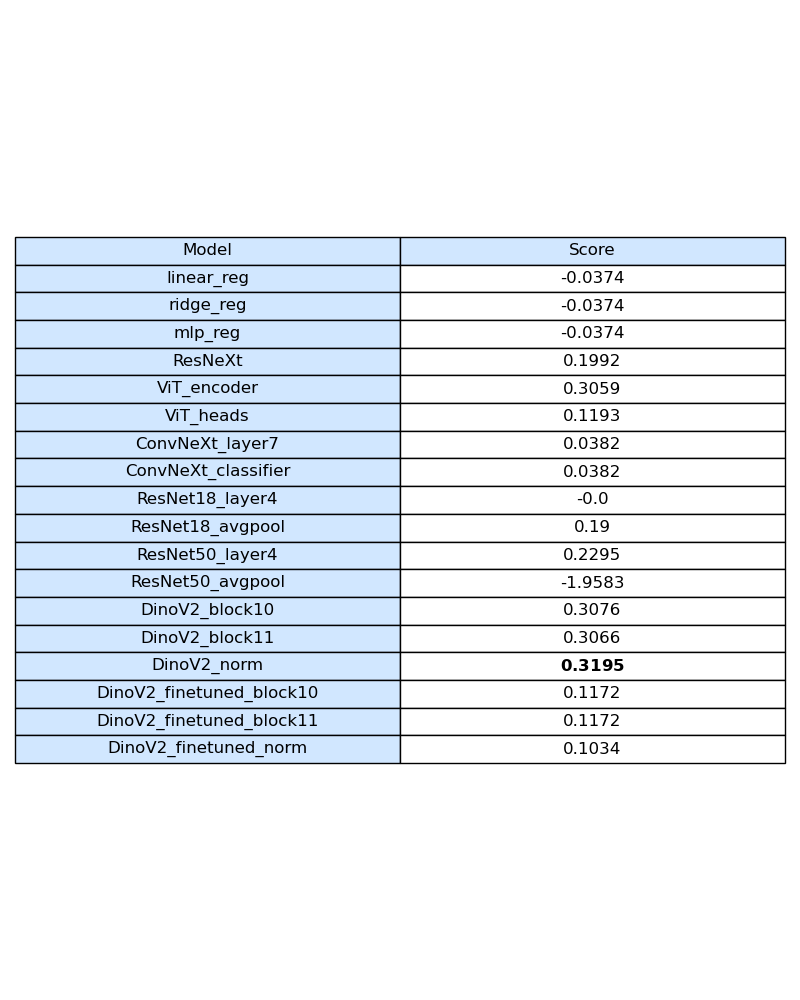 Model Score
linear_reg -0.0374
ridge_reg -0.0374
mlp_reg -0.0374
ResNeXt 0.1992
ViT_encoder 0.3059
ViT_heads 0.1193
ConvNeXt_layer7 0.0382
ConvNeXt_classifier 0.0382
ResNet18_layer4 -0.0
ResNet18_avgpool 0.19
ResNet50_layer4 0.2295
ResNet50_avgpool -1.9583
DinoV2_block10 0.3076
DinoV2_block11 0.3066
DinoV2_norm 0.3195
DinoV2_finetuned_block10 0.1172
DinoV2_finetuned_block11 0.1172
DinoV2_finetuned_norm 0.1034